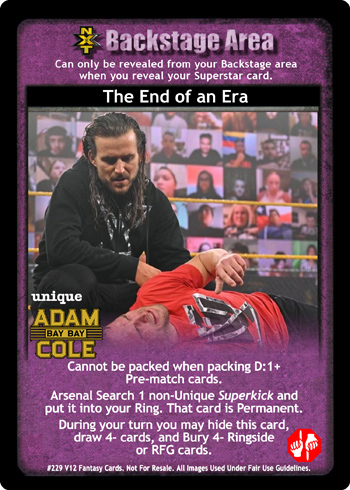 NXT
Backstage Area
Can only be revealed from your Backstage area
when you reveal your Superstar card.
The End of an Era
unique
ADAM
BAY BAY
COLE
Cannot be packed when packing D:1+
Pre-match cards.
Arsenal Search 1 non-Unique Superkick and
put it into your Ring. That card is Permanent.
During your turn you may hide this card,
draw 4- cards, and Bury 4- Ringside
or RFG cards.
#229 V12 Fantasy Cards. Not For Resale. All Images Used Under Fair Use Guidelines.